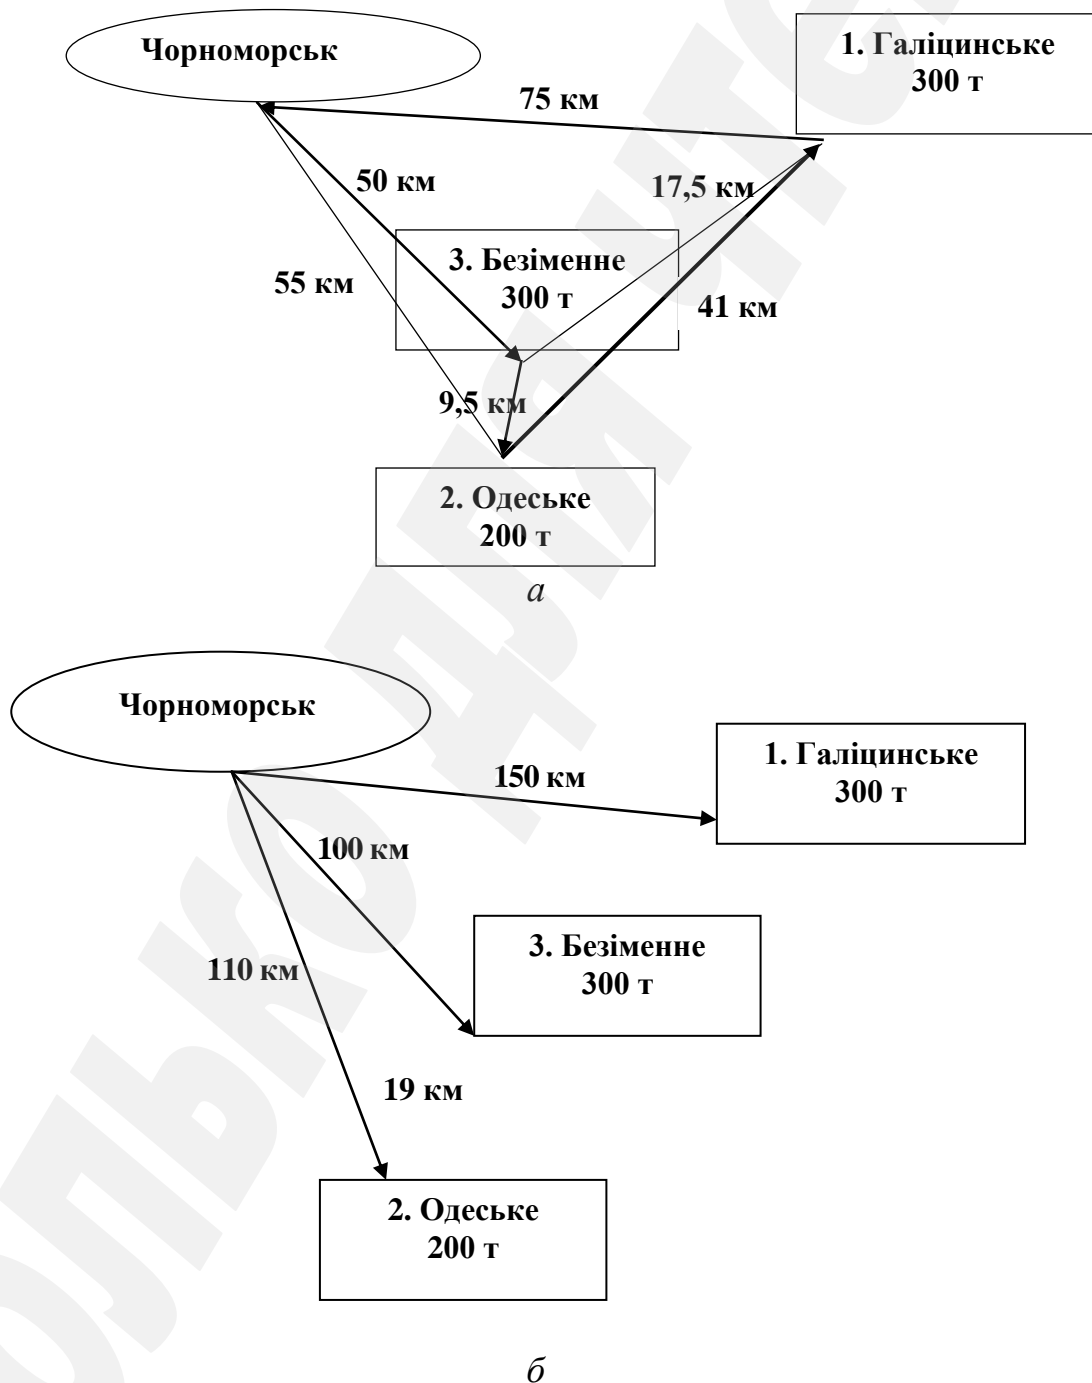 Чорноморськ
1. Галіцинське
300 т
75 км
50 км
17,5 км
3. Безіменне
300 т
55 км
41 км
9,5 км
2. Одеське
200 т
а
Чорноморськ
1. Галіцинське
300 т
150 км
100 км
3. Безіменне
300 т
110 км
19 км
2. Одеське
200 т
б